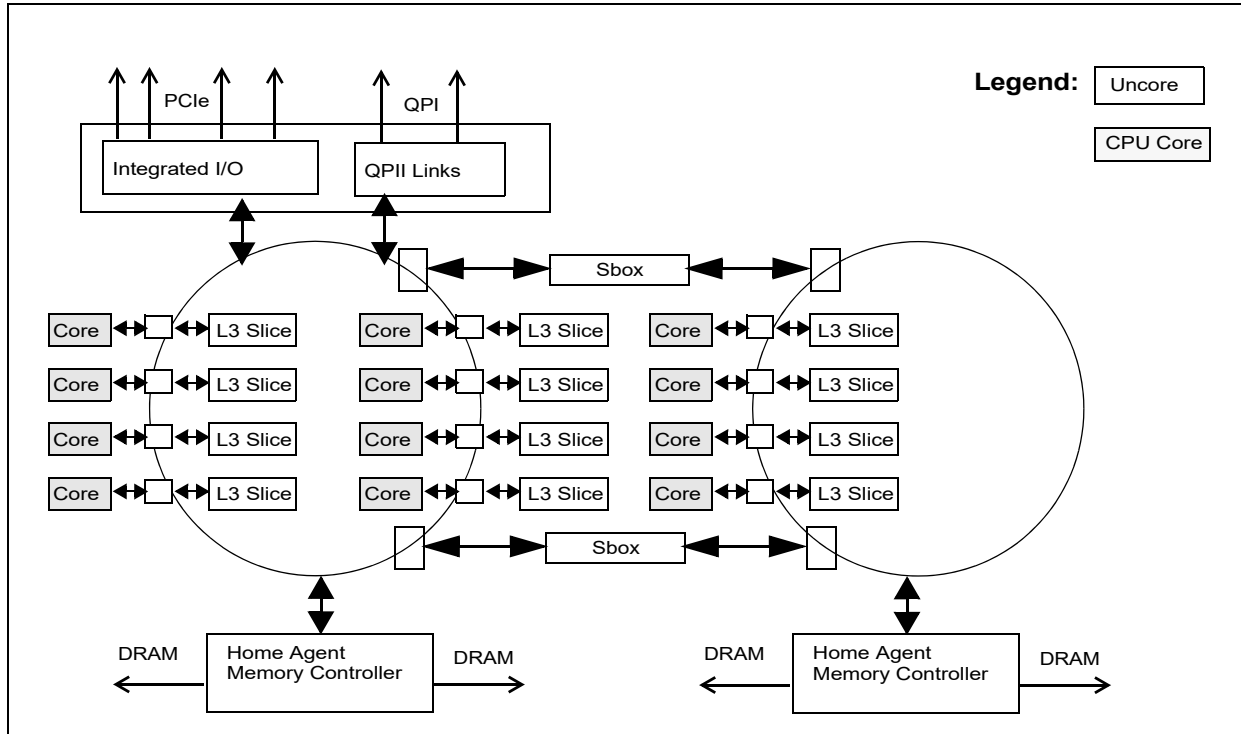 PCIe
QPI
Legend:
Uncore
CPU Core
Integrated I/O
QPII Links
Sbox
Core
L3 Slice
Core
L3 Slice
Core
L3 Slice
Core
L3 Slice
Core
L3 Slice
Core
L3 Slice
Core
L3 Slice
Core
L3 Slice
Core
L3 Slice
Core
L3 Slice
Core
L3 Slice
Core
L3 Slice
Sbox
DRAM
Home Agent
Memory Controller
DRAM
DRAM
Home Agent
Memory Controller
DRAM